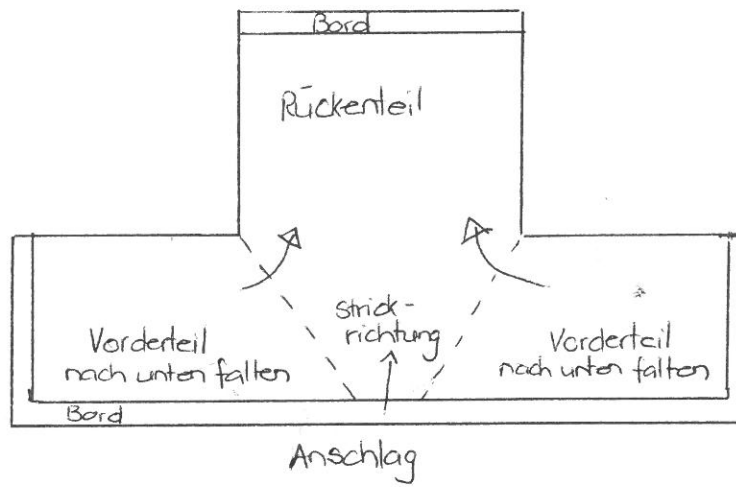 Bord
Rückenteil
Strick-
richtung
Vorderteil
nach unten falten
Vorderteil
nach unten falten
Bord
Anschlag